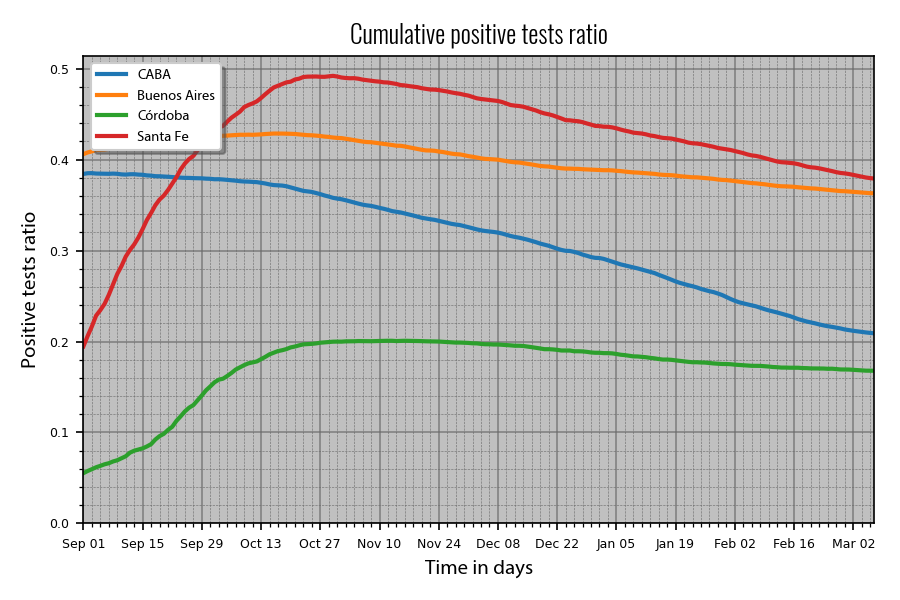 Cumulative positive tests ratio
CABA
Buenos Aires
Córdoba
Santa Fe
Positive tests ratio
0.5
0.4
0.3
0.2
0.1
0.0
Sep 01 Sep 15 Sep 29 Oct 13 Oct 27 Nov 10 Nov 24 Dec 08 Dec 22 Jan 05 Jan 19 Feb 02 Feb 16 Mar 02
Time in days